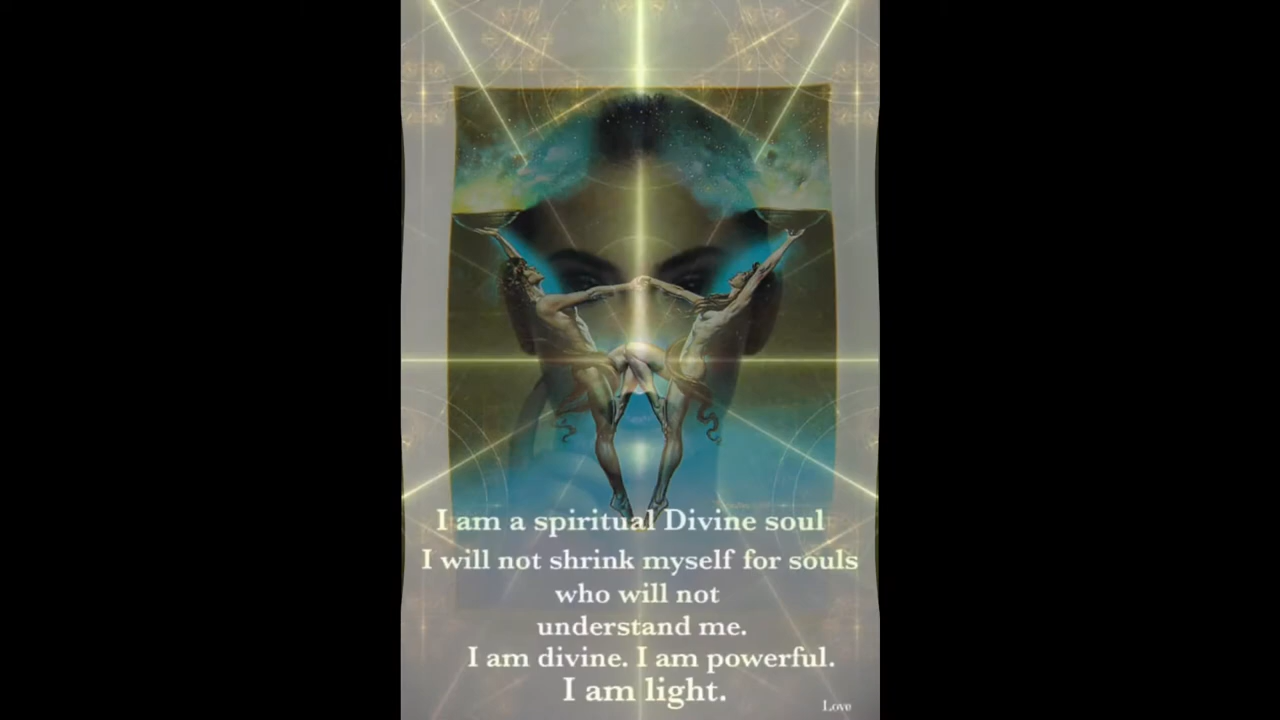 I am a spiritual Divine soul
I will not shrink myself for souls
who will not
understand me.
I am divine. I am powerful.
I am light.
Love